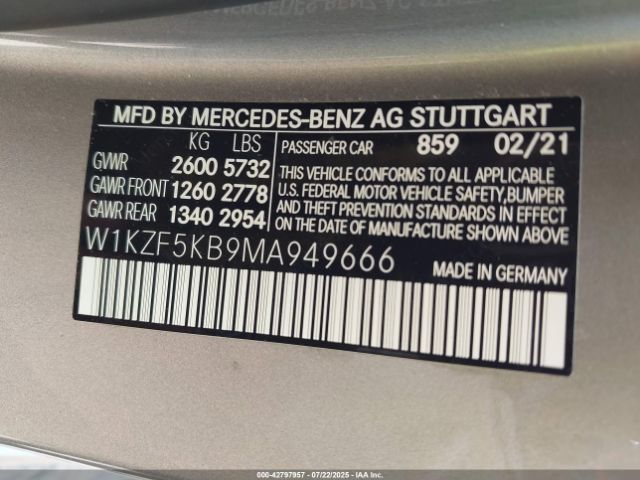 MFD BY MERCEDES-BENZ AG STUTTGART
KG LBS PASSENGER CAR 859 02/21
GVWR 2600 5732
GAWR FRONT 1260 2778
GAWR REAR 1340 2954
THIS VEHICLE CONFORMS TO ALL APPLICABLE
U.S. FEDERAL MOTOR VEHICLE SAFETY, BUMPER
AND THEFT PREVENTION STANDARDS IN EFFECT
ON THE DATE OF MANUFACTURE SHOWN ABOVE.
W1KZF5KB9MA949666
MADE IN GERMANY
000-42797957 | 07/22/2025 | IAAI.COM